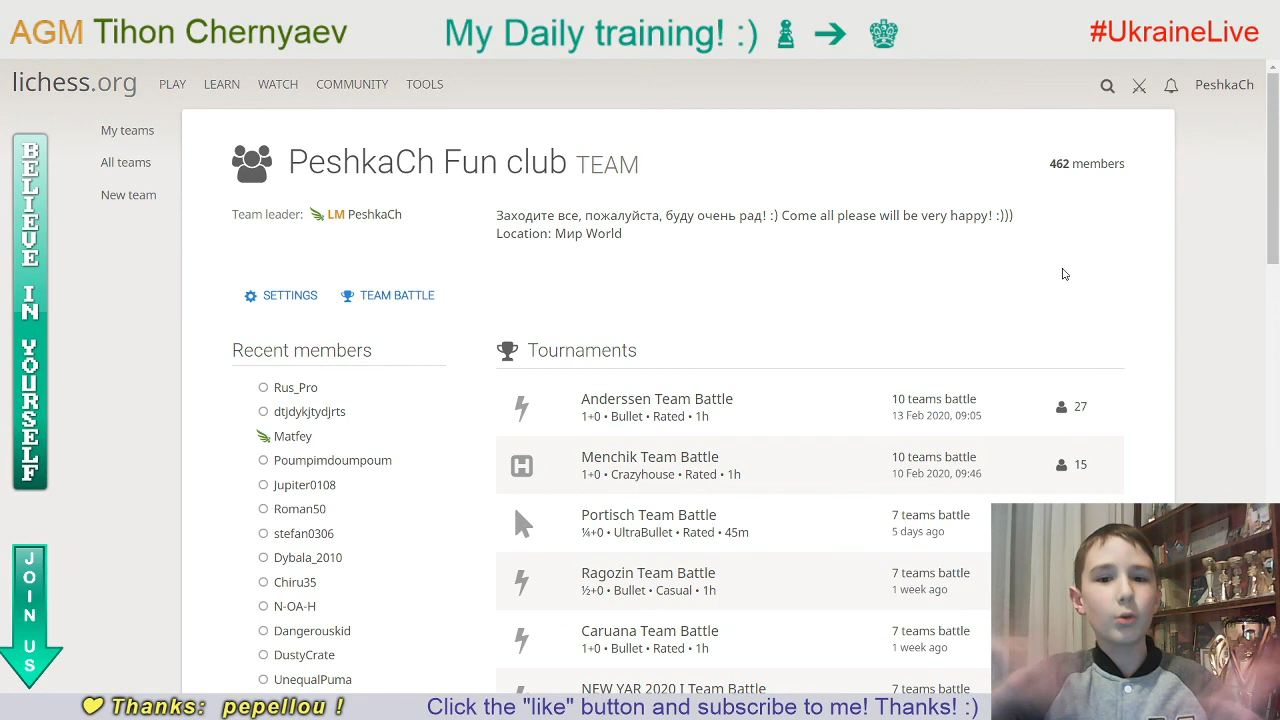 AGM Tihon Chernyaev
My Daily training! :) ♟ → ♚
#UkraineLive
lichess.org
PLAY LEARN WATCH COMMUNITY TOOLS
PeshkaCh
My teams
All teams
New team
BELIEVE IN YOURSELF
JOIN US
PeshkaCh Fun club TEAM
462 members
Team leader: LM PeshkaCh
Заходите все, пожалуйста, буду очень рад! :) Come all please will be very happy! :)))
Location: Мир World
SETTINGS
TEAM BATTLE
Recent members
Rus_Pro
dtjdykjtydjrts
Matfey
Poumpimdoumpoum
Jupiter0108
Roman50
stefan0306
Dybala_2010
Chiru35
N-OA-H
Dangerouskid
DustyCrate
UnequalPuma
Tournaments
Anderssen Team Battle
1+0 • Bullet • Rated • 1h
10 teams battle
13 Feb 2020, 09:05
27
Menchik Team Battle
1+0 • Crazyhouse • Rated • 1h
10 teams battle
10 Feb 2020, 09:46
15
Portisch Team Battle
¼+0 • UltraBullet • Rated • 45m
7 teams battle
5 days ago
Ragozin Team Battle
½+0 • Bullet • Casual • 1h
7 teams battle
1 week ago
Caruana Team Battle
1+0 • Bullet • Rated • 1h
7 teams battle
1 week ago
NEW YAR 2020 I Team Battle
7 teams battle
Thanks: pepellou !
Click the "like" button and subscribe to me! Thanks! :)